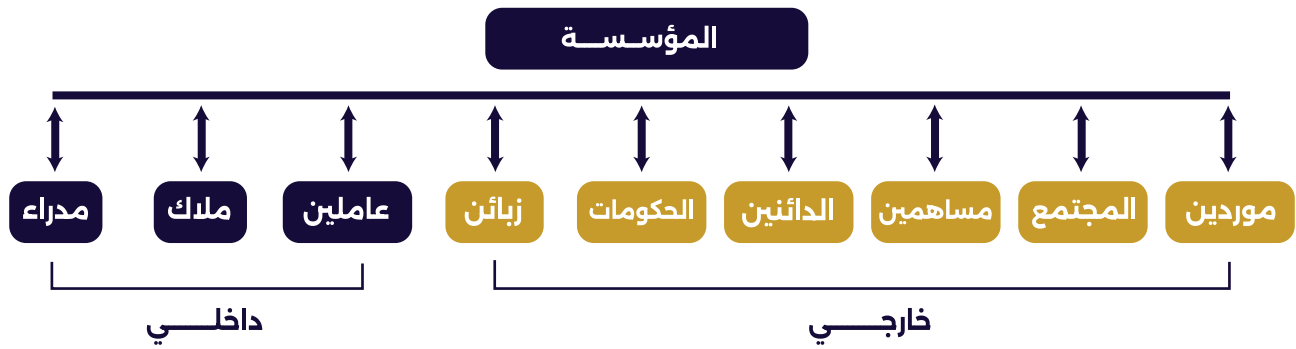 المؤسسة
موردين
المجتمع
مساهمين
الدائنين
الحكومات
زبائن
عاملين
ملاك
مدراء
خارجي
داخلي